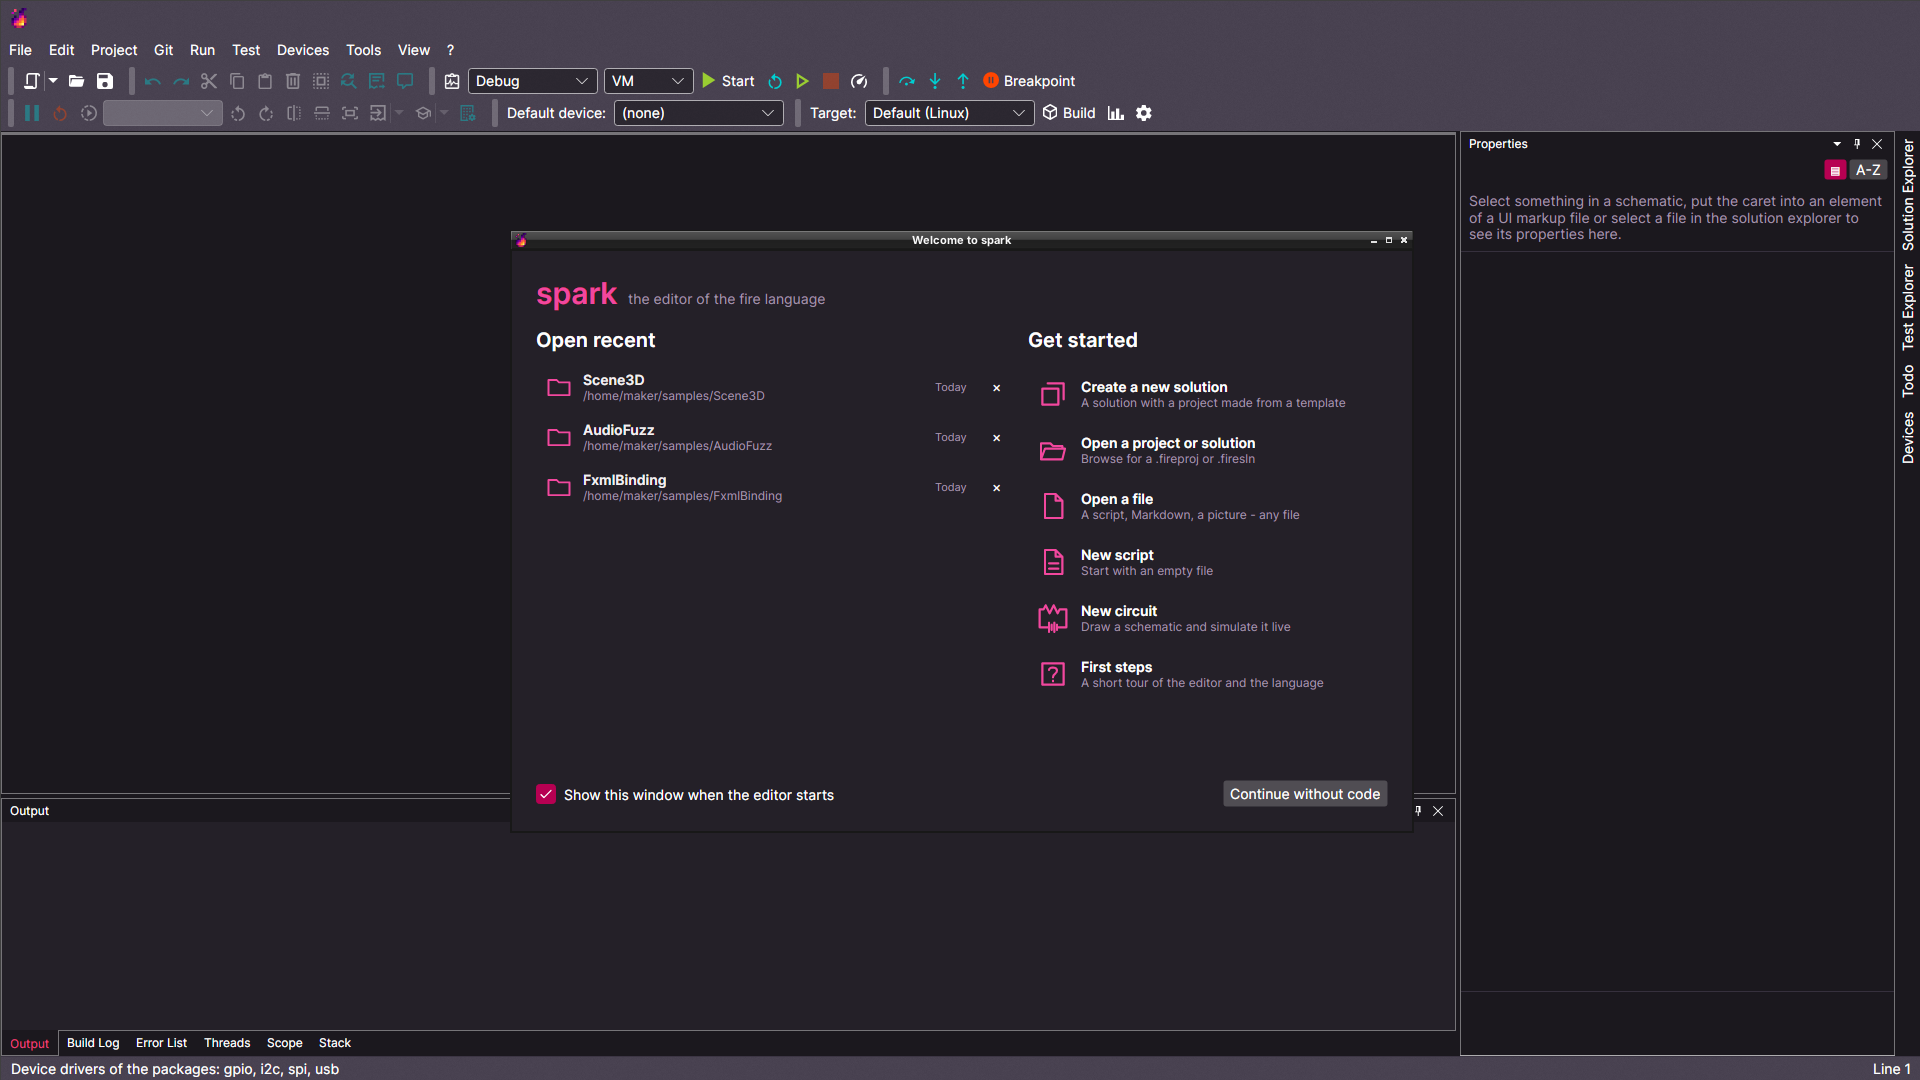 File Edit Project Git Run Test Devices Tools View ?
Debug VM Start Breakpoint
Default device: (none) Target: Default (Linux) Build
Properties
A-Z
Select something in a schematic, put the caret into an element
of a UI markup file or select a file in the solution explorer to
see its properties here.
Solution Explorer
Test Explorer
Todo
Devices
Welcome to spark
spark the editor of the fire language
Open recent
Scene3D
/home/maker/samples/Scene3D
Today
AudioFuzz
/home/maker/samples/AudioFuzz
Today
FxmlBinding
/home/maker/samples/FxmlBinding
Today
Get started
Create a new solution
A solution with a project made from a template
Open a project or solution
Browse for a .fireproj or .firesln
Open a file
A script, Markdown, a picture - any file
New script
Start with an empty file
New circuit
Draw a schematic and simulate it live
First steps
A short tour of the editor and the language
Show this window when the editor starts
Continue without code
Output
Output Build Log Error List Threads Scope Stack
Device drivers of the packages: gpio, i2c, spi, usb
Line 1